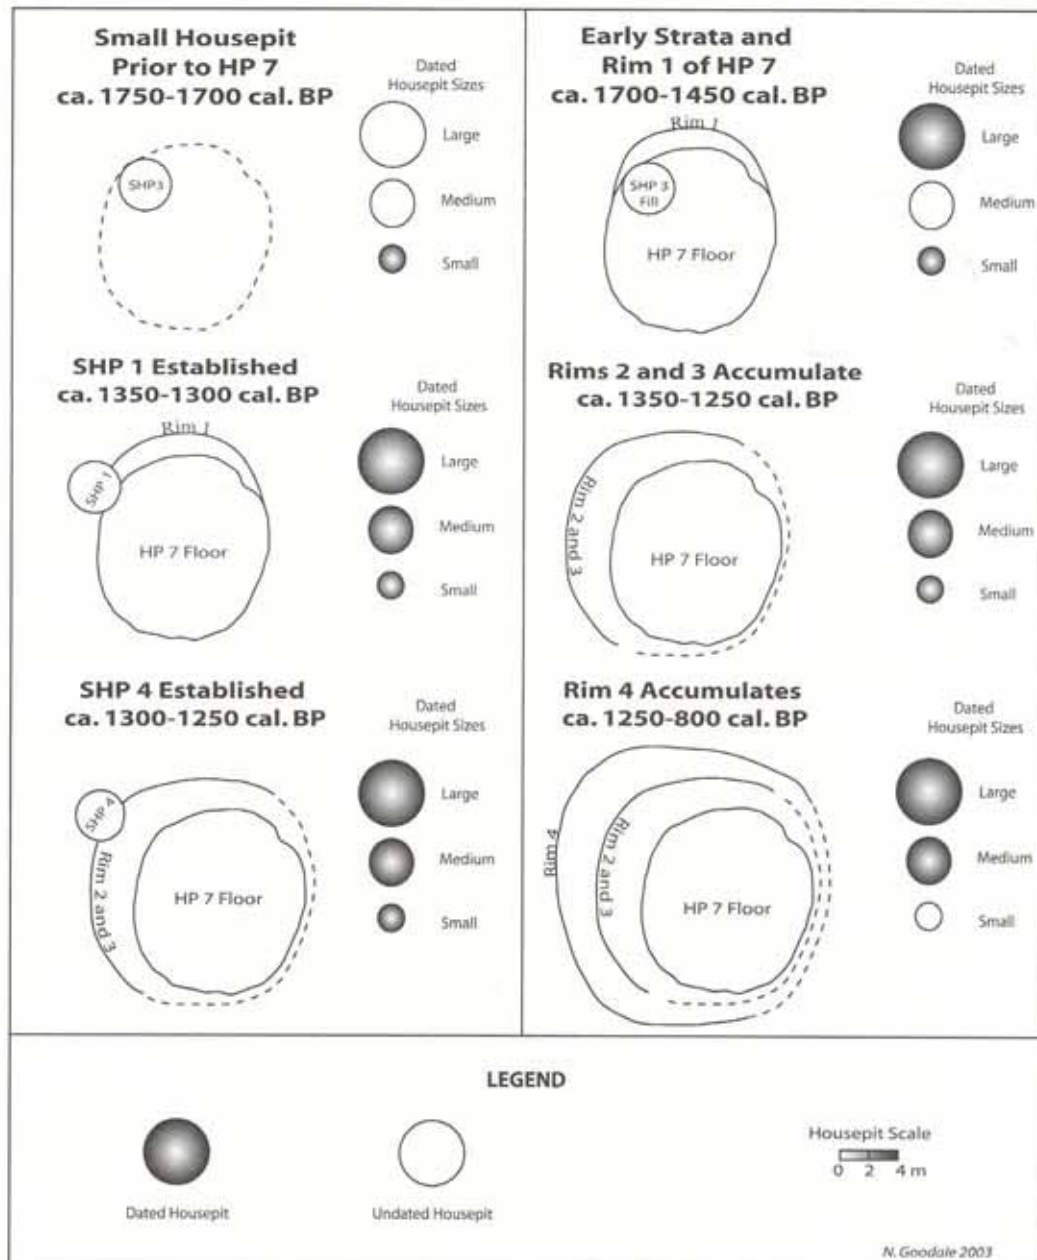 Small Housepit
Prior to HP 7
ca. 1750-1700 cal. BP
Dated
Housepit Sizes
Large
Medium
Small
SHP3
Early Strata and
Rim 1 of HP 7
ca. 1700-1450 cal. BP
Dated
Housepit Sizes
Large
Medium
Small
Rim 1
SHP 3
Fill
HP 7 Floor
SHP 1 Established
ca. 1350-1300 cal. BP
Dated
Housepit Sizes
Large
Medium
Small
Rim 1
SHP 1
HP 7 Floor
Rims 2 and 3 Accumulate
ca. 1350-1250 cal. BP
Dated
Housepit Sizes
Large
Medium
Small
Rim 2 and 3
HP 7 Floor
SHP 4 Established
ca. 1300-1250 cal. BP
Dated
Housepit Sizes
Large
Medium
Small
SHP 4
Rim 2 and 3
HP 7 Floor
Rim 4 Accumulates
ca. 1250-800 cal. BP
Dated
Housepit Sizes
Large
Medium
Small
Rim 4
Rim 2 and 3
HP 7 Floor
LEGEND
Dated Housepit
Undated Housepit
Housepit Scale
0 2 4 m
N. Goodale 2003